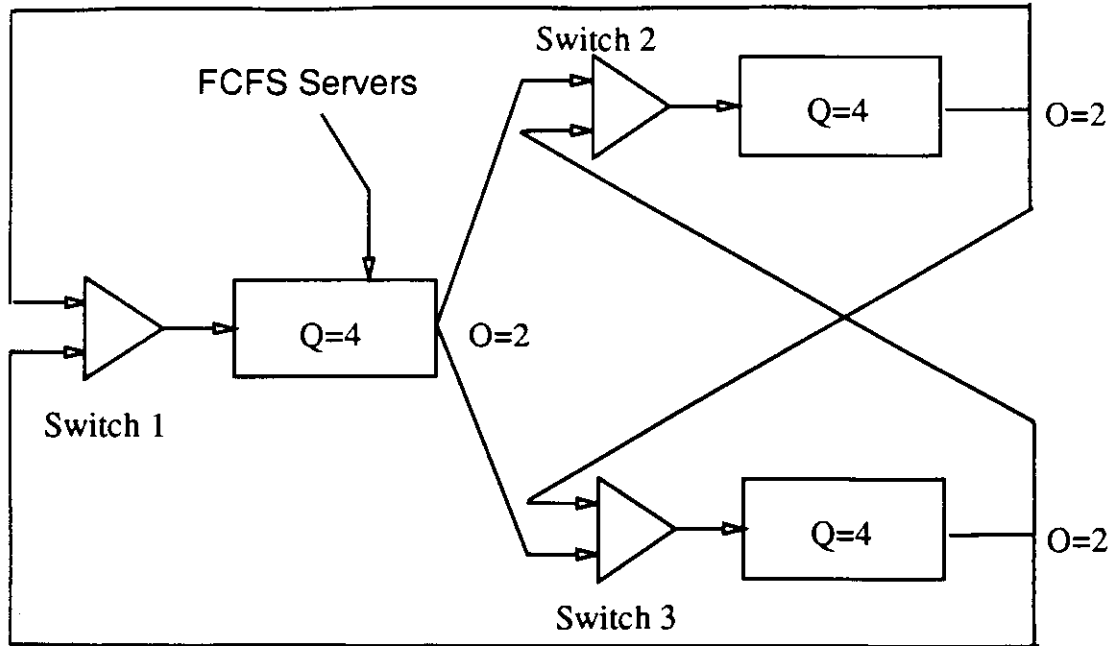 Switch 2
FCFS Servers
Q=4
O=2
Q=4
O=2
Switch 1
Q=4
O=2
Switch 3